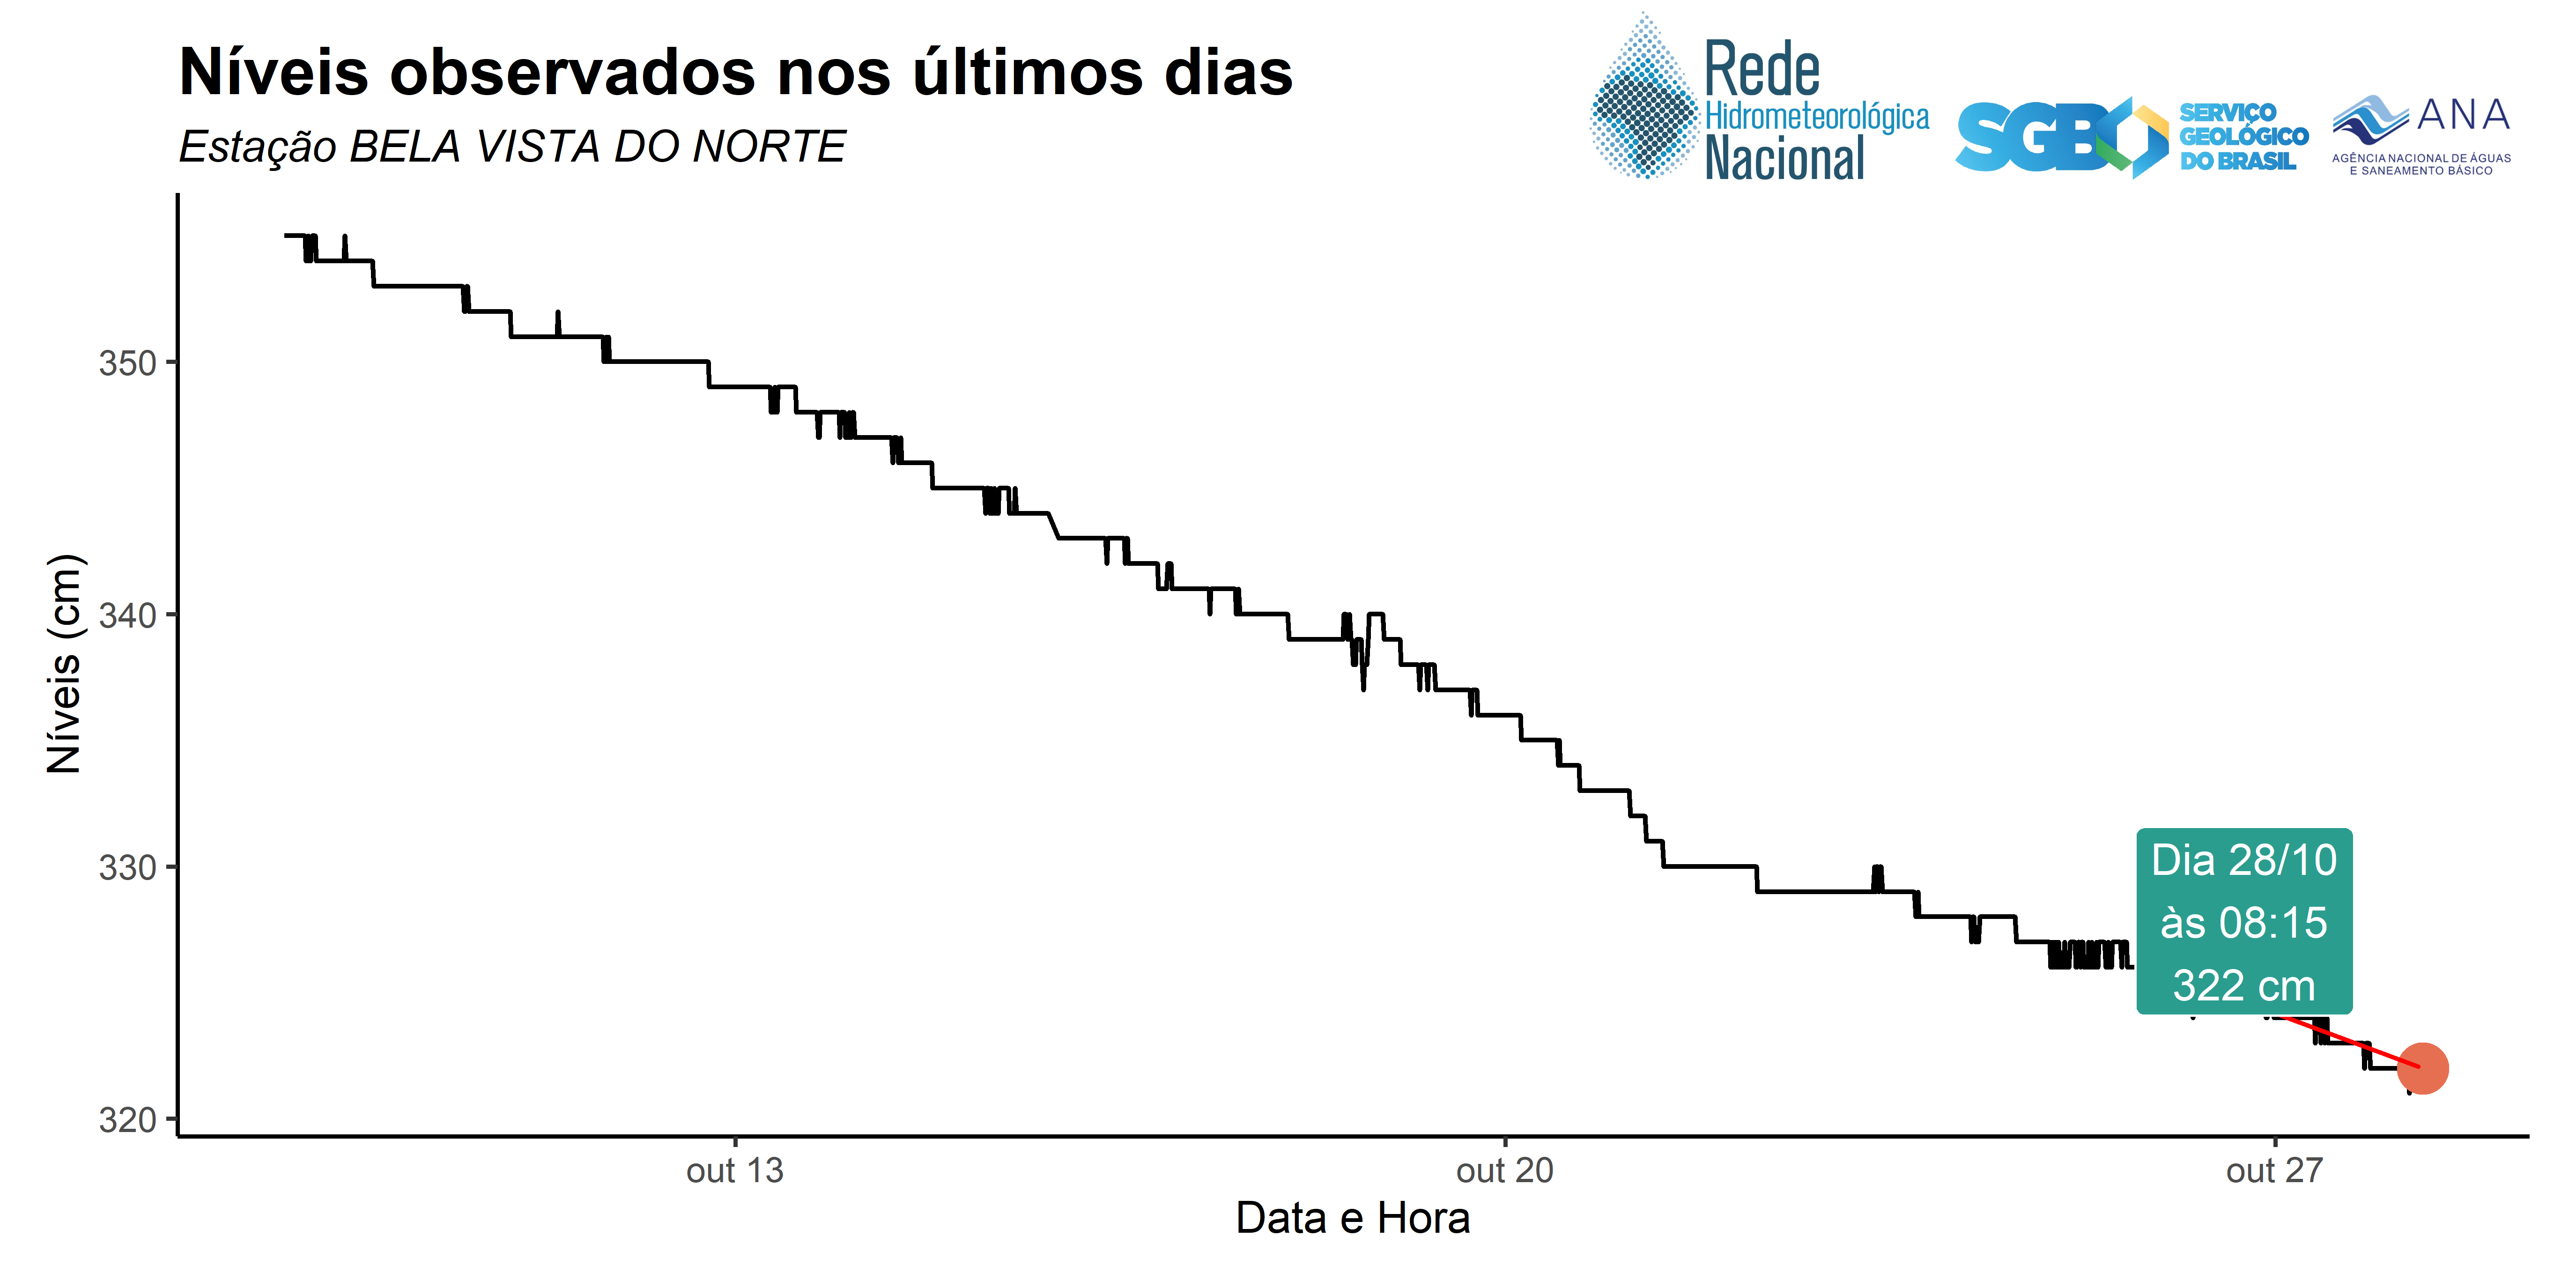 Níveis observados nos últimos dias
Estação BELA VISTA DO NORTE
Rede
Hidrometeorológica
Nacional
SGB
SERVIÇO
GEOLÓGICO
DO BRASIL
ANA
AGÊNCIA NACIONAL DE ÁGUAS
E SANEAMENTO BÁSICO
Níveis (cm)
350
340
330
320
Dia 28/10
às 08:15
322 cm
out 13
out 20
out 27
Data e Hora